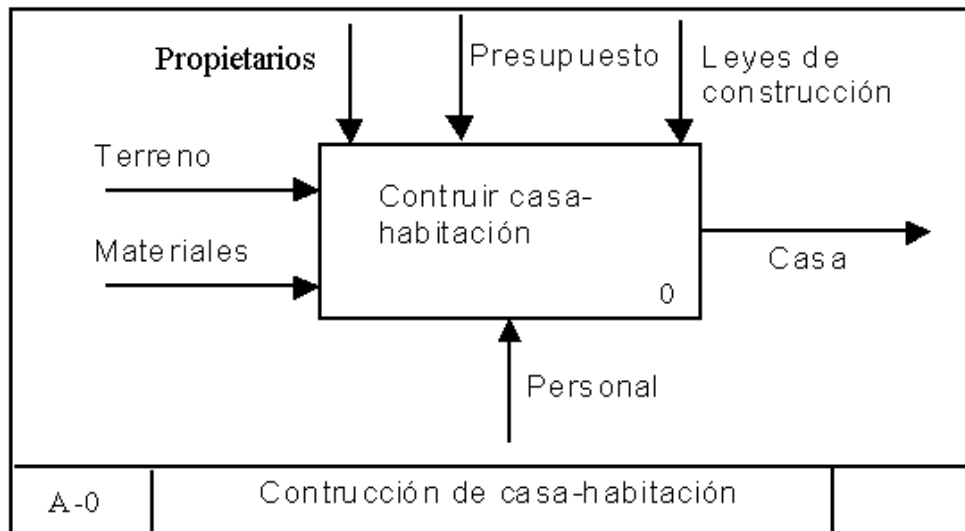 Propietarios
Presupuesto
Leyes de
construcción
Terreno
Contruir casa-
habitación
Materiales
Casa
0
Personal
A-0
Contrucción de casa-habitación